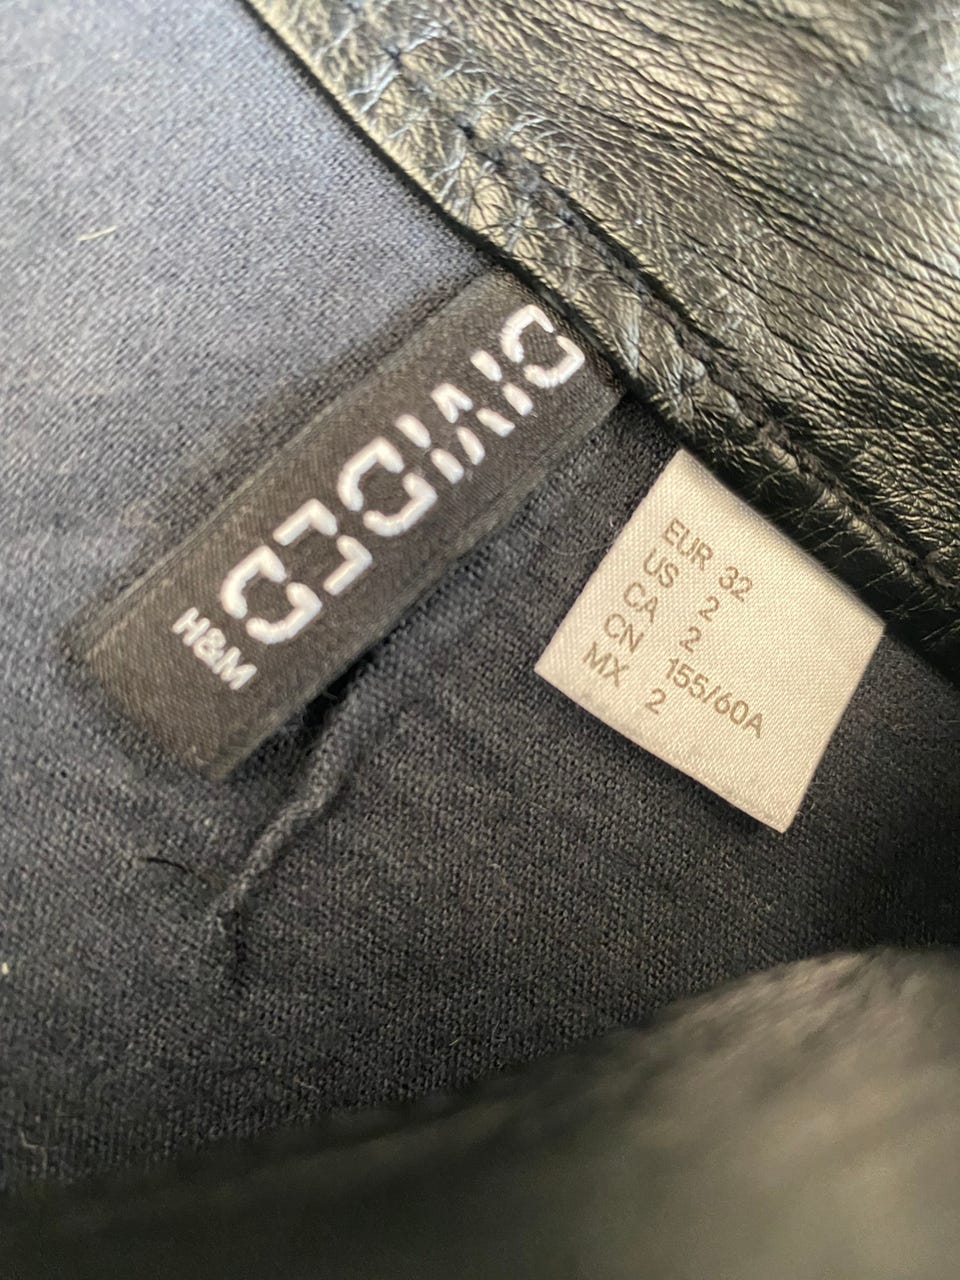 DIVIDED
H&M
EUR 32
US 2
CA 2
CN 155/60A
MX 2